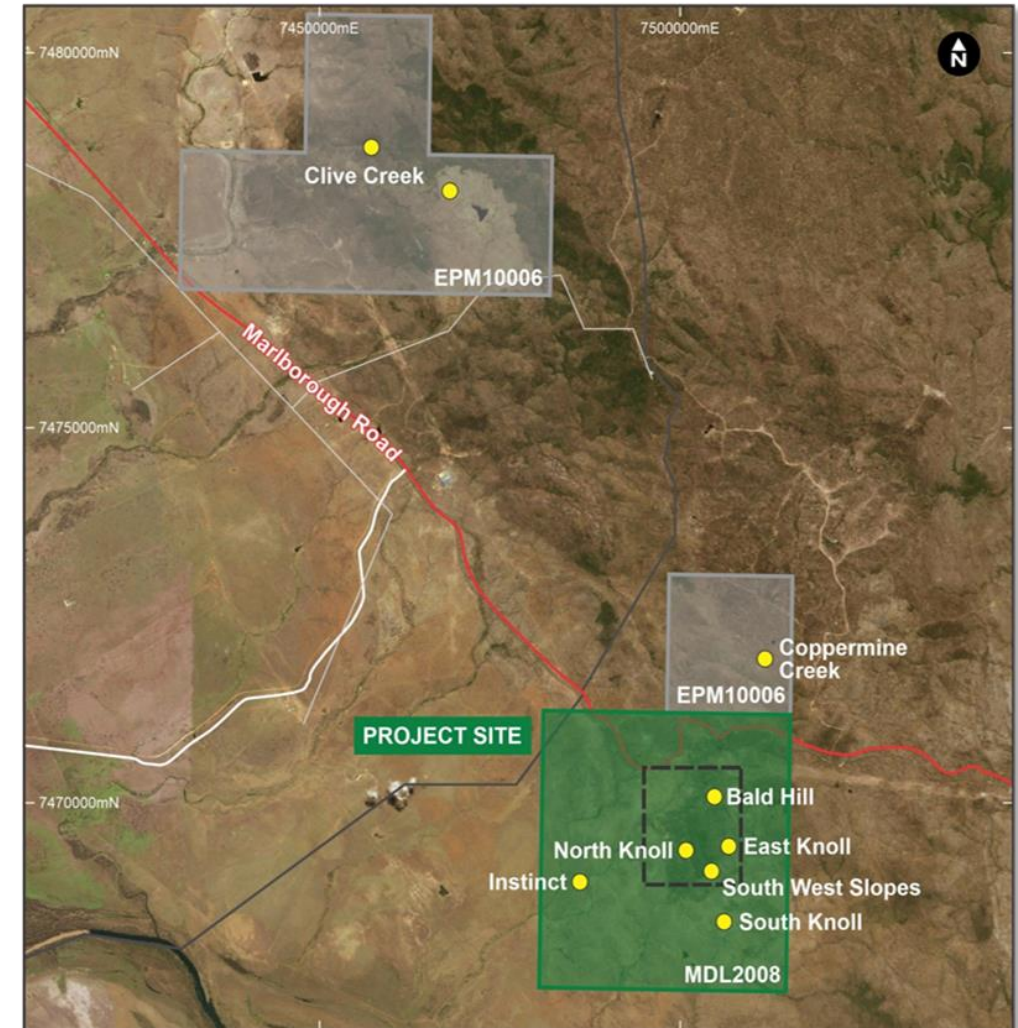 7450000mE
7500000mE
7480000mN
N
Clive Creek
EPM10006
Marlborough Road
7475000mN
Coppermine
Creek
EPM10006
PROJECT SITE
7470000mN
Bald Hill
North Knoll
East Knoll
Instinct
South West Slopes
South Knoll
MDL2008